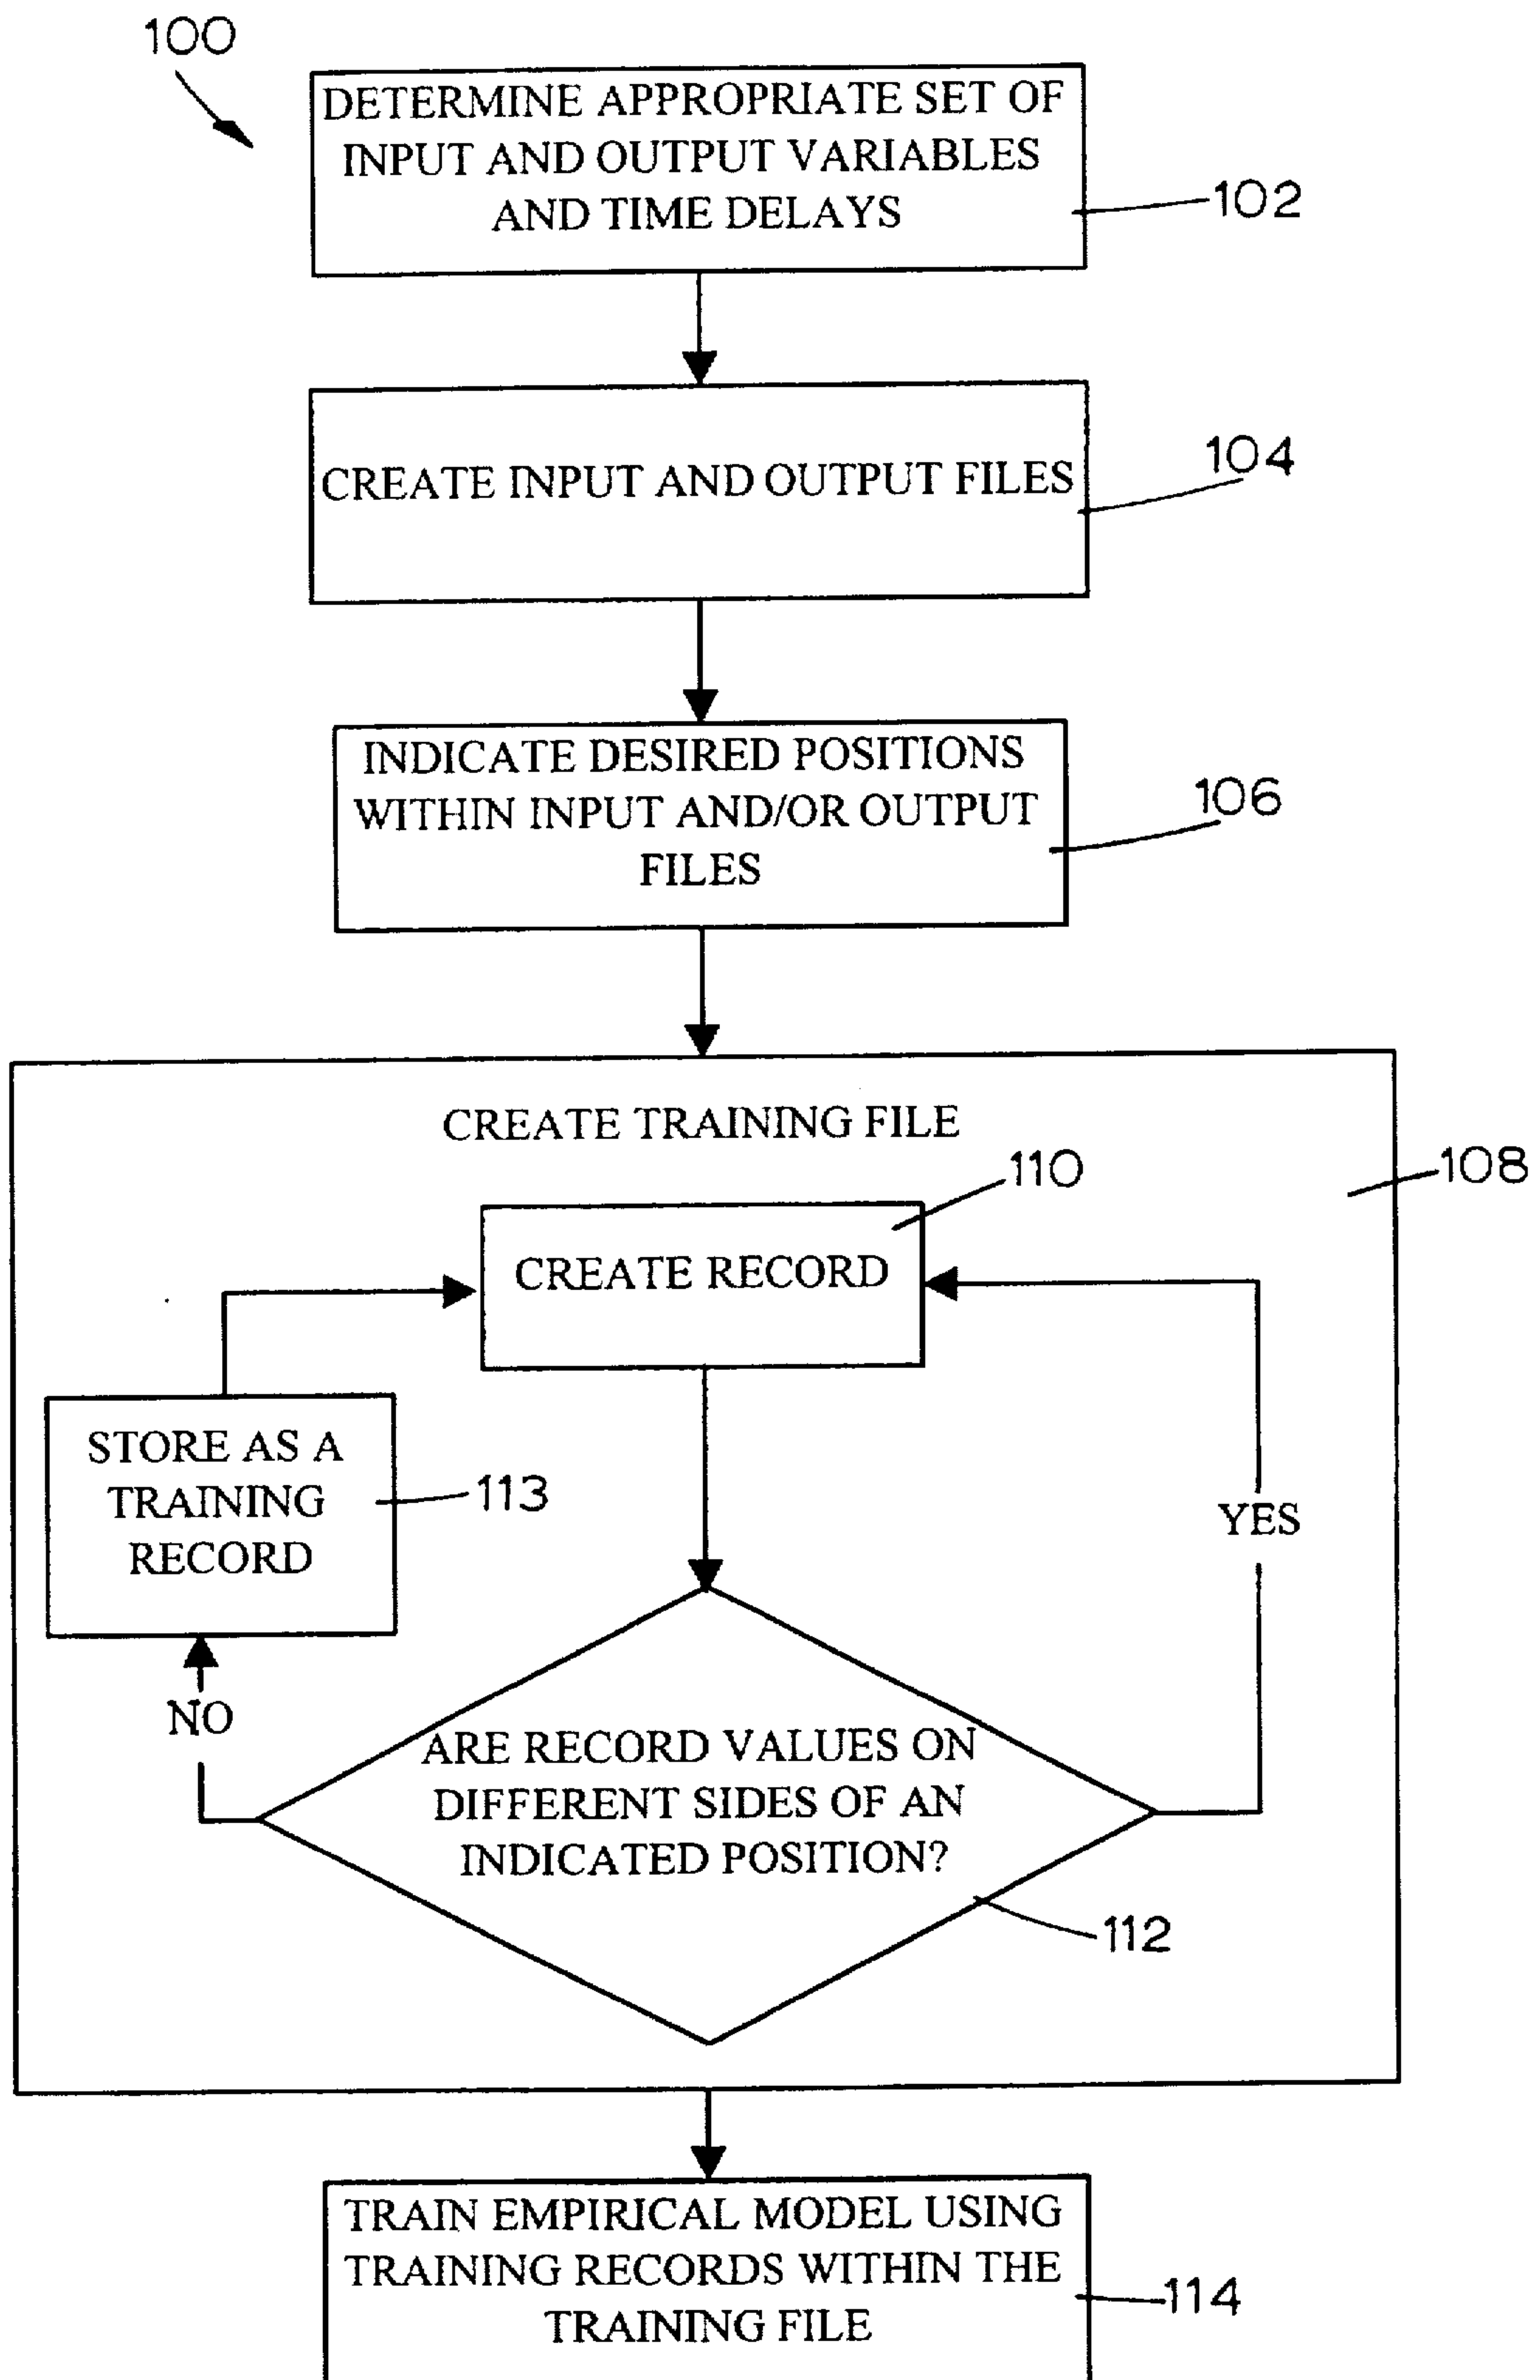 100
DETERMINE APPROPRIATE SET OF
INPUT AND OUTPUT VARIABLES
AND TIME DELAYS
102
CREATE INPUT AND OUTPUT FILES
104
INDICATE DESIRED POSITIONS
WITHIN INPUT AND/OR OUTPUT
FILES
106
CREATE TRAINING FILE
108
110
CREATE RECORD
STORE AS A
TRAINING
RECORD
113
YES
NO
ARE RECORD VALUES ON
DIFFERENT SIDES OF AN
INDICATED POSITION?
112
TRAIN EMPIRICAL MODEL USING
TRAINING RECORDS WITHIN THE
TRAINING FILE
114